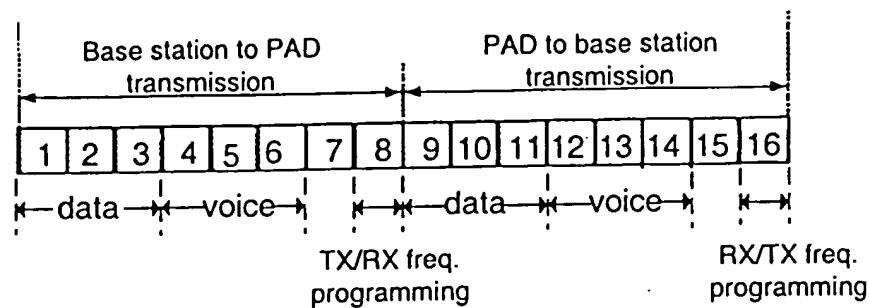 Base station to PAD
transmission
PAD to base station
transmission
1 2 3 4 5 6 7 8 9 10 11 12 13 14 15 16
data voice data voice
TX/RX freq.
programming
RX/TX freq.
programming